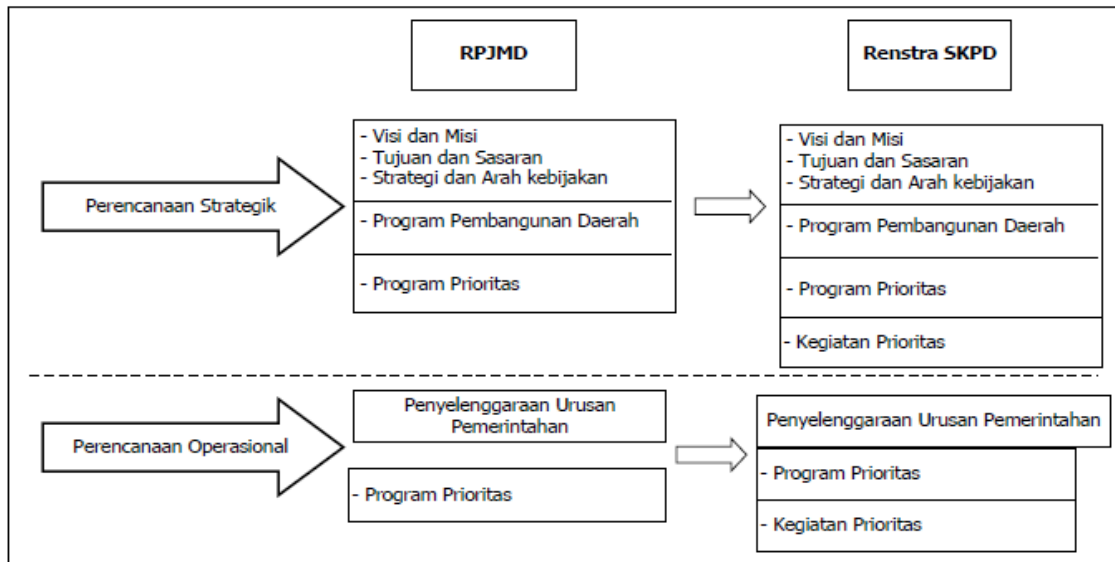 RPJMD
Renstra SKPD
Perencanaan Strategik
- Visi dan Misi
- Tujuan dan Sasaran
- Strategi dan Arah kebijakan
- Program Pembangunan Daerah
- Program Prioritas
- Visi dan Misi
- Tujuan dan Sasaran
- Strategi dan Arah kebijakan
- Program Pembangunan Daerah
- Program Prioritas
- Kegiatan Prioritas
Perencanaan Operasional
Penyelenggaraan Urusan
Pemerintahan
- Program Prioritas
Penyelenggaraan Urusan Pemerintahan
- Program Prioritas
- Kegiatan Prioritas